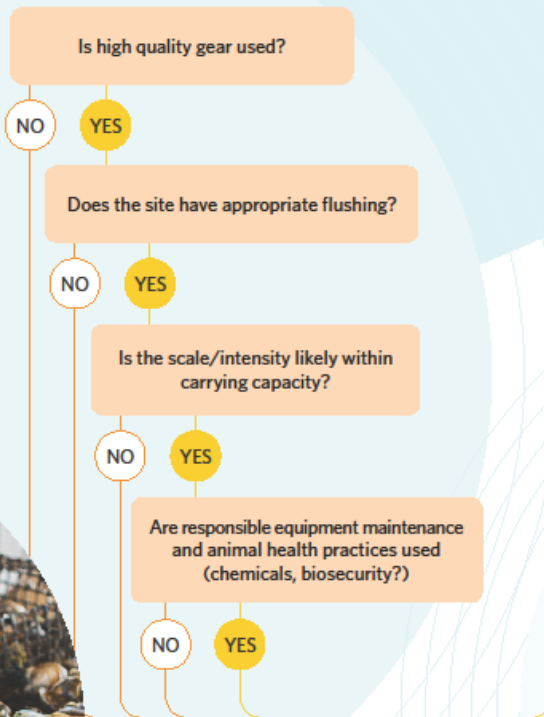 Is high quality gear used?
NO
YES
Does the site have appropriate flushing?
NO
YES
Is the scale/intensity likely within
carrying capacity?
NO
YES
Are responsible equipment maintenance
and animal health practices used
(chemicals, biosecurity?)
NO
YES